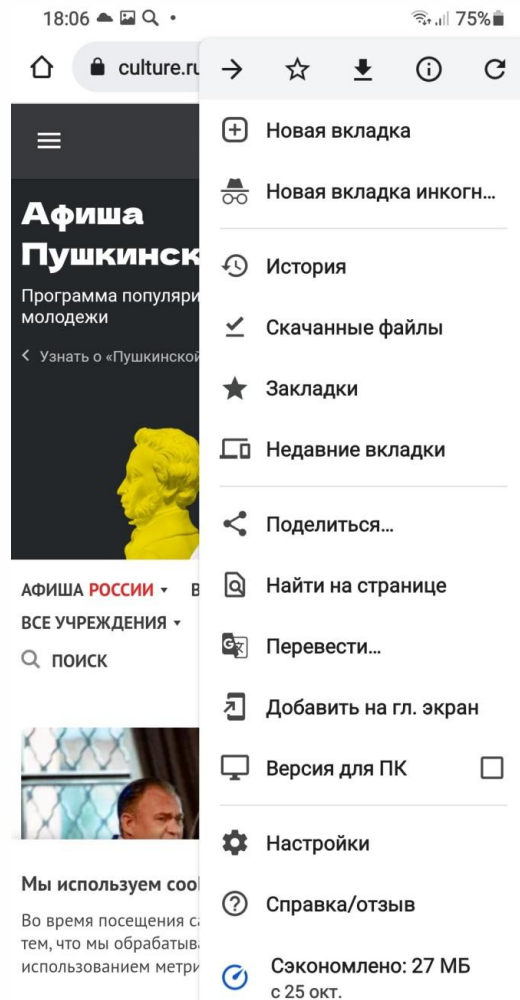 18:06
75%
culture.ru
Новая вкладка
Новая вкладка инкогн...
История
Скачанные файлы
Закладки
Недавние вкладки
Поделиться...
Найти на странице
Перевести...
Добавить на гл. экран
Версия для ПК
Настройки
Справка/отзыв
Сэкономлено: 27 МБ
с 25 окт.
Афиша
Пушкинск
Программа популяри
молодежи
Узнать о «Пушкинской
АФИША РОССИИ
В
ВСЕ УЧРЕЖДЕНИЯ
ПОИСК
Мы используем соо
Во время посещения са
тем, что мы обрабатыва
использованием метри